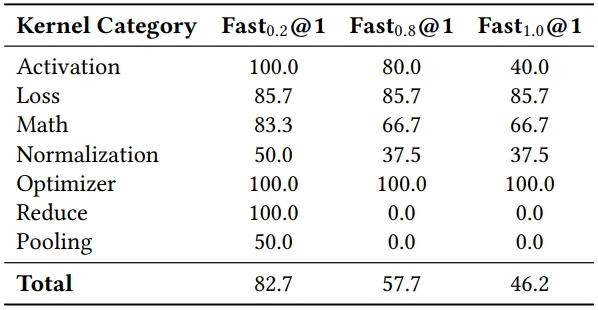 Kernel Category Fast0.2@1 Fast0.8@1 Fast1.0@1
Activation 100.0 80.0 40.0
Loss 85.7 85.7 85.7
Math 83.3 66.7 66.7
Normalization 50.0 37.5 37.5
Optimizer 100.0 100.0 100.0
Reduce 100.0 0.0 0.0
Pooling 50.0 0.0 0.0
Total 82.7 57.7 46.2